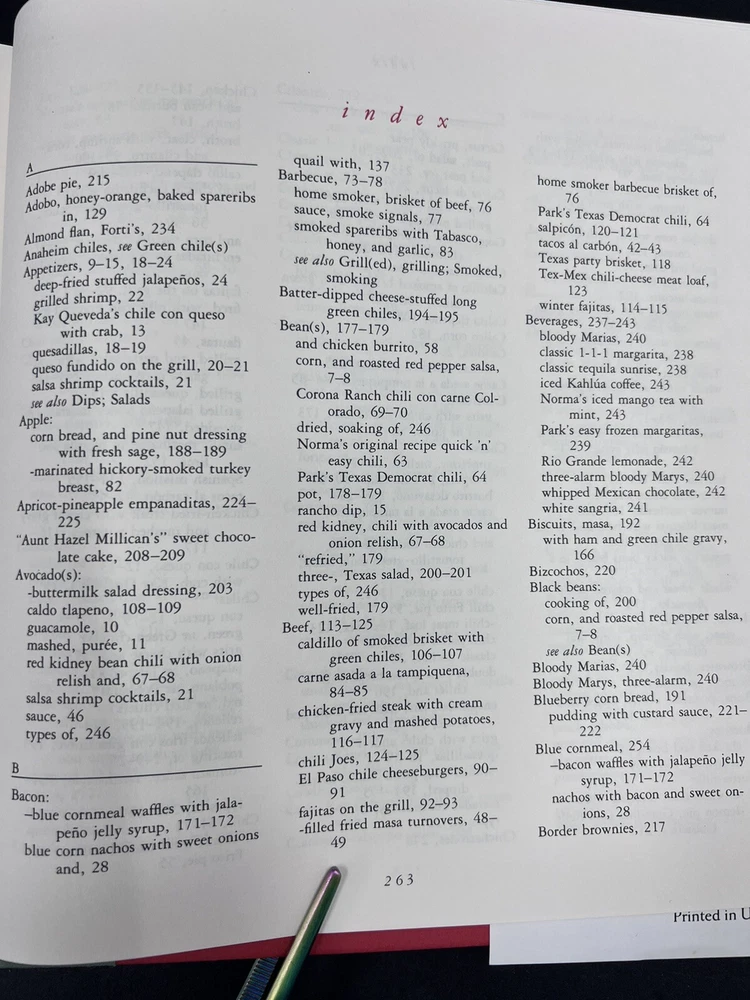 index
A
Adobe pie, 215
Adobo, honey-orange, baked spareribs
in, 129
Almond flan, Forti's, 234
Anaheim chiles, see Green chile(s)
Appetizers, 9–15, 18–24
deep-fried stuffed jalapeños, 24
grilled shrimp, 22
Kay Queveda's chile con queso
with crab, 13
quesadillas, 18–19
queso fundido on the grill, 20–21
salsa shrimp cocktails, 21
see also Dips; Salads
Apple:
corn bread, and pine nut dressing
with fresh sage, 188–189
-marinated hickory-smoked turkey
breast, 82
Apricot-pineapple empanaditas, 224–
225
"Aunt Hazel Millican's" sweet choco-
late cake, 208–209
Avocado(s):
-buttermilk salad dressing, 203
caldo tlapeno, 108–109
guacamole, 10
mashed, purée, 11
red kidney bean chili with onion
relish and, 67–68
salsa shrimp cocktails, 21
sauce, 46
types of, 246
B
Bacon:
–blue cornmeal waffles with jala-
peño jelly syrup, 171–172
blue corn nachos with sweet onions
and, 28
quail with, 137
Barbecue, 73–78
home smoker, brisket of beef, 76
sauce, smoke signals, 77
smoked spareribs with Tabasco,
honey, and garlic, 83
see also Grill(ed), grilling; Smoked,
smoking
Batter-dipped cheese-stuffed long
green chiles, 194–195
Bean(s), 177–179
and chicken burrito, 58
corn, and roasted red pepper salsa,
7–8
Corona Ranch chili con carne Col-
orado, 69–70
dried, soaking of, 246
Norma's original recipe quick 'n'
easy chili, 63
Park's Texas Democrat chili, 64
pot, 178–179
rancho dip, 15
red kidney, chili with avocados and
onion relish, 67–68
"refried," 179
three-, Texas salad, 200–201
types of, 246
well-fried, 179
Beef, 113–125
caldillo of smoked brisket with
green chiles, 106–107
carne asada a la tampiquena,
84–85
chicken-fried steak with cream
gravy and mashed potatoes,
116–117
chili Joes, 124–125
El Paso chile cheeseburgers, 90–
91
fajitas on the grill, 92–93
-filled fried masa turnovers, 48–
49
home smoker barbecue brisket of,
76
Park's Texas Democrat chili, 64
salpicón, 120–121
tacos al carbón, 42–43
Texas party brisket, 118
Tex-Mex chili-cheese meat loaf,
123
winter fajitas, 114–115
Beverages, 237–243
bloody Marias, 240
classic 1-1-1 margarita, 238
classic tequila sunrise, 238
iced Kahlúa coffee, 243
Norma's iced mango tea with
mint, 243
Park's easy frozen margaritas,
239
Rio Grande lemonade, 242
three-alarm bloody Marys, 240
whipped Mexican chocolate, 242
white sangria, 241
Biscuits, masa, 192
with ham and green chile gravy,
166
Bizcochos, 220
Black beans:
cooking of, 200
corn, and roasted red pepper salsa,
7–8
see also Bean(s)
Bloody Marias, 240
Bloody Marys, three-alarm, 240
Blueberry corn bread, 191
pudding with custard sauce, 221–
222
Blue cornmeal, 254
–bacon waffles with jalapeño jelly
syrup, 171–172
nachos with bacon and sweet on-
ions, 28
Border brownies, 217
263
Printed in U